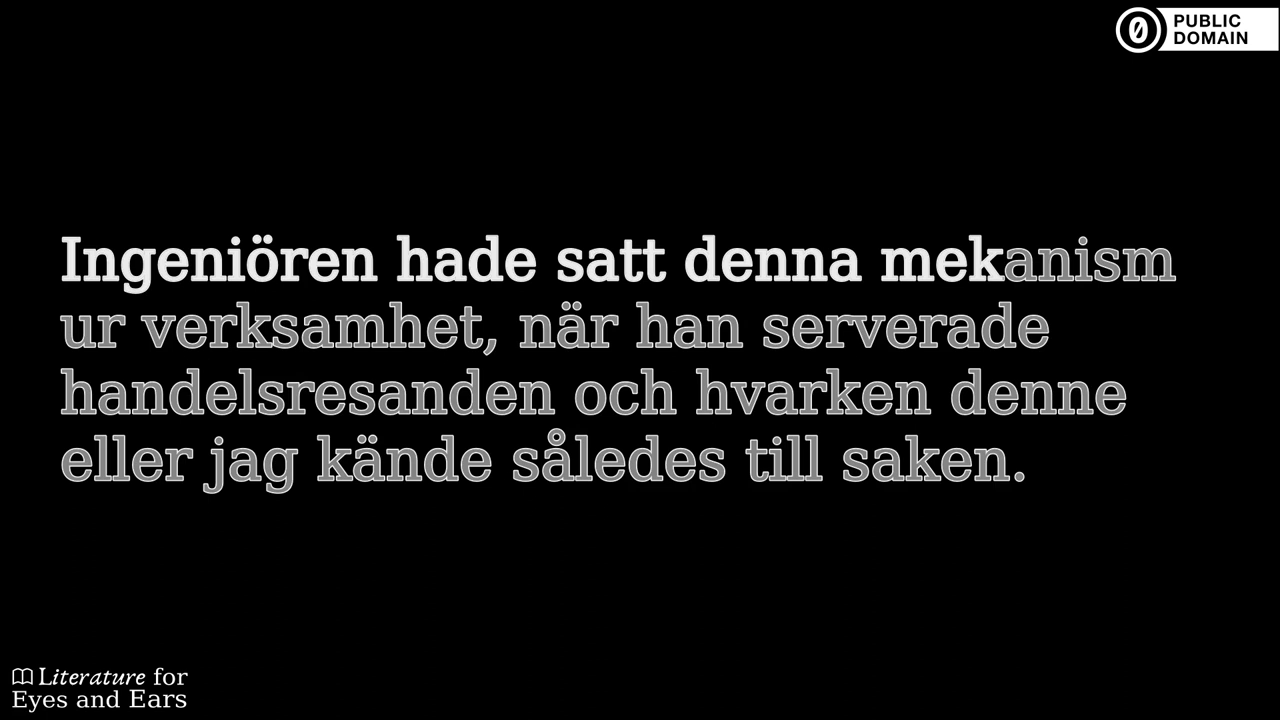 PUBLIC
DOMAIN
Ingeniören hade satt denna mekanism
ur verksamhet, när han serverade
handelsresanden och hvarken denne
eller jag kände således till saken.
Literature for
Eyes and Ears